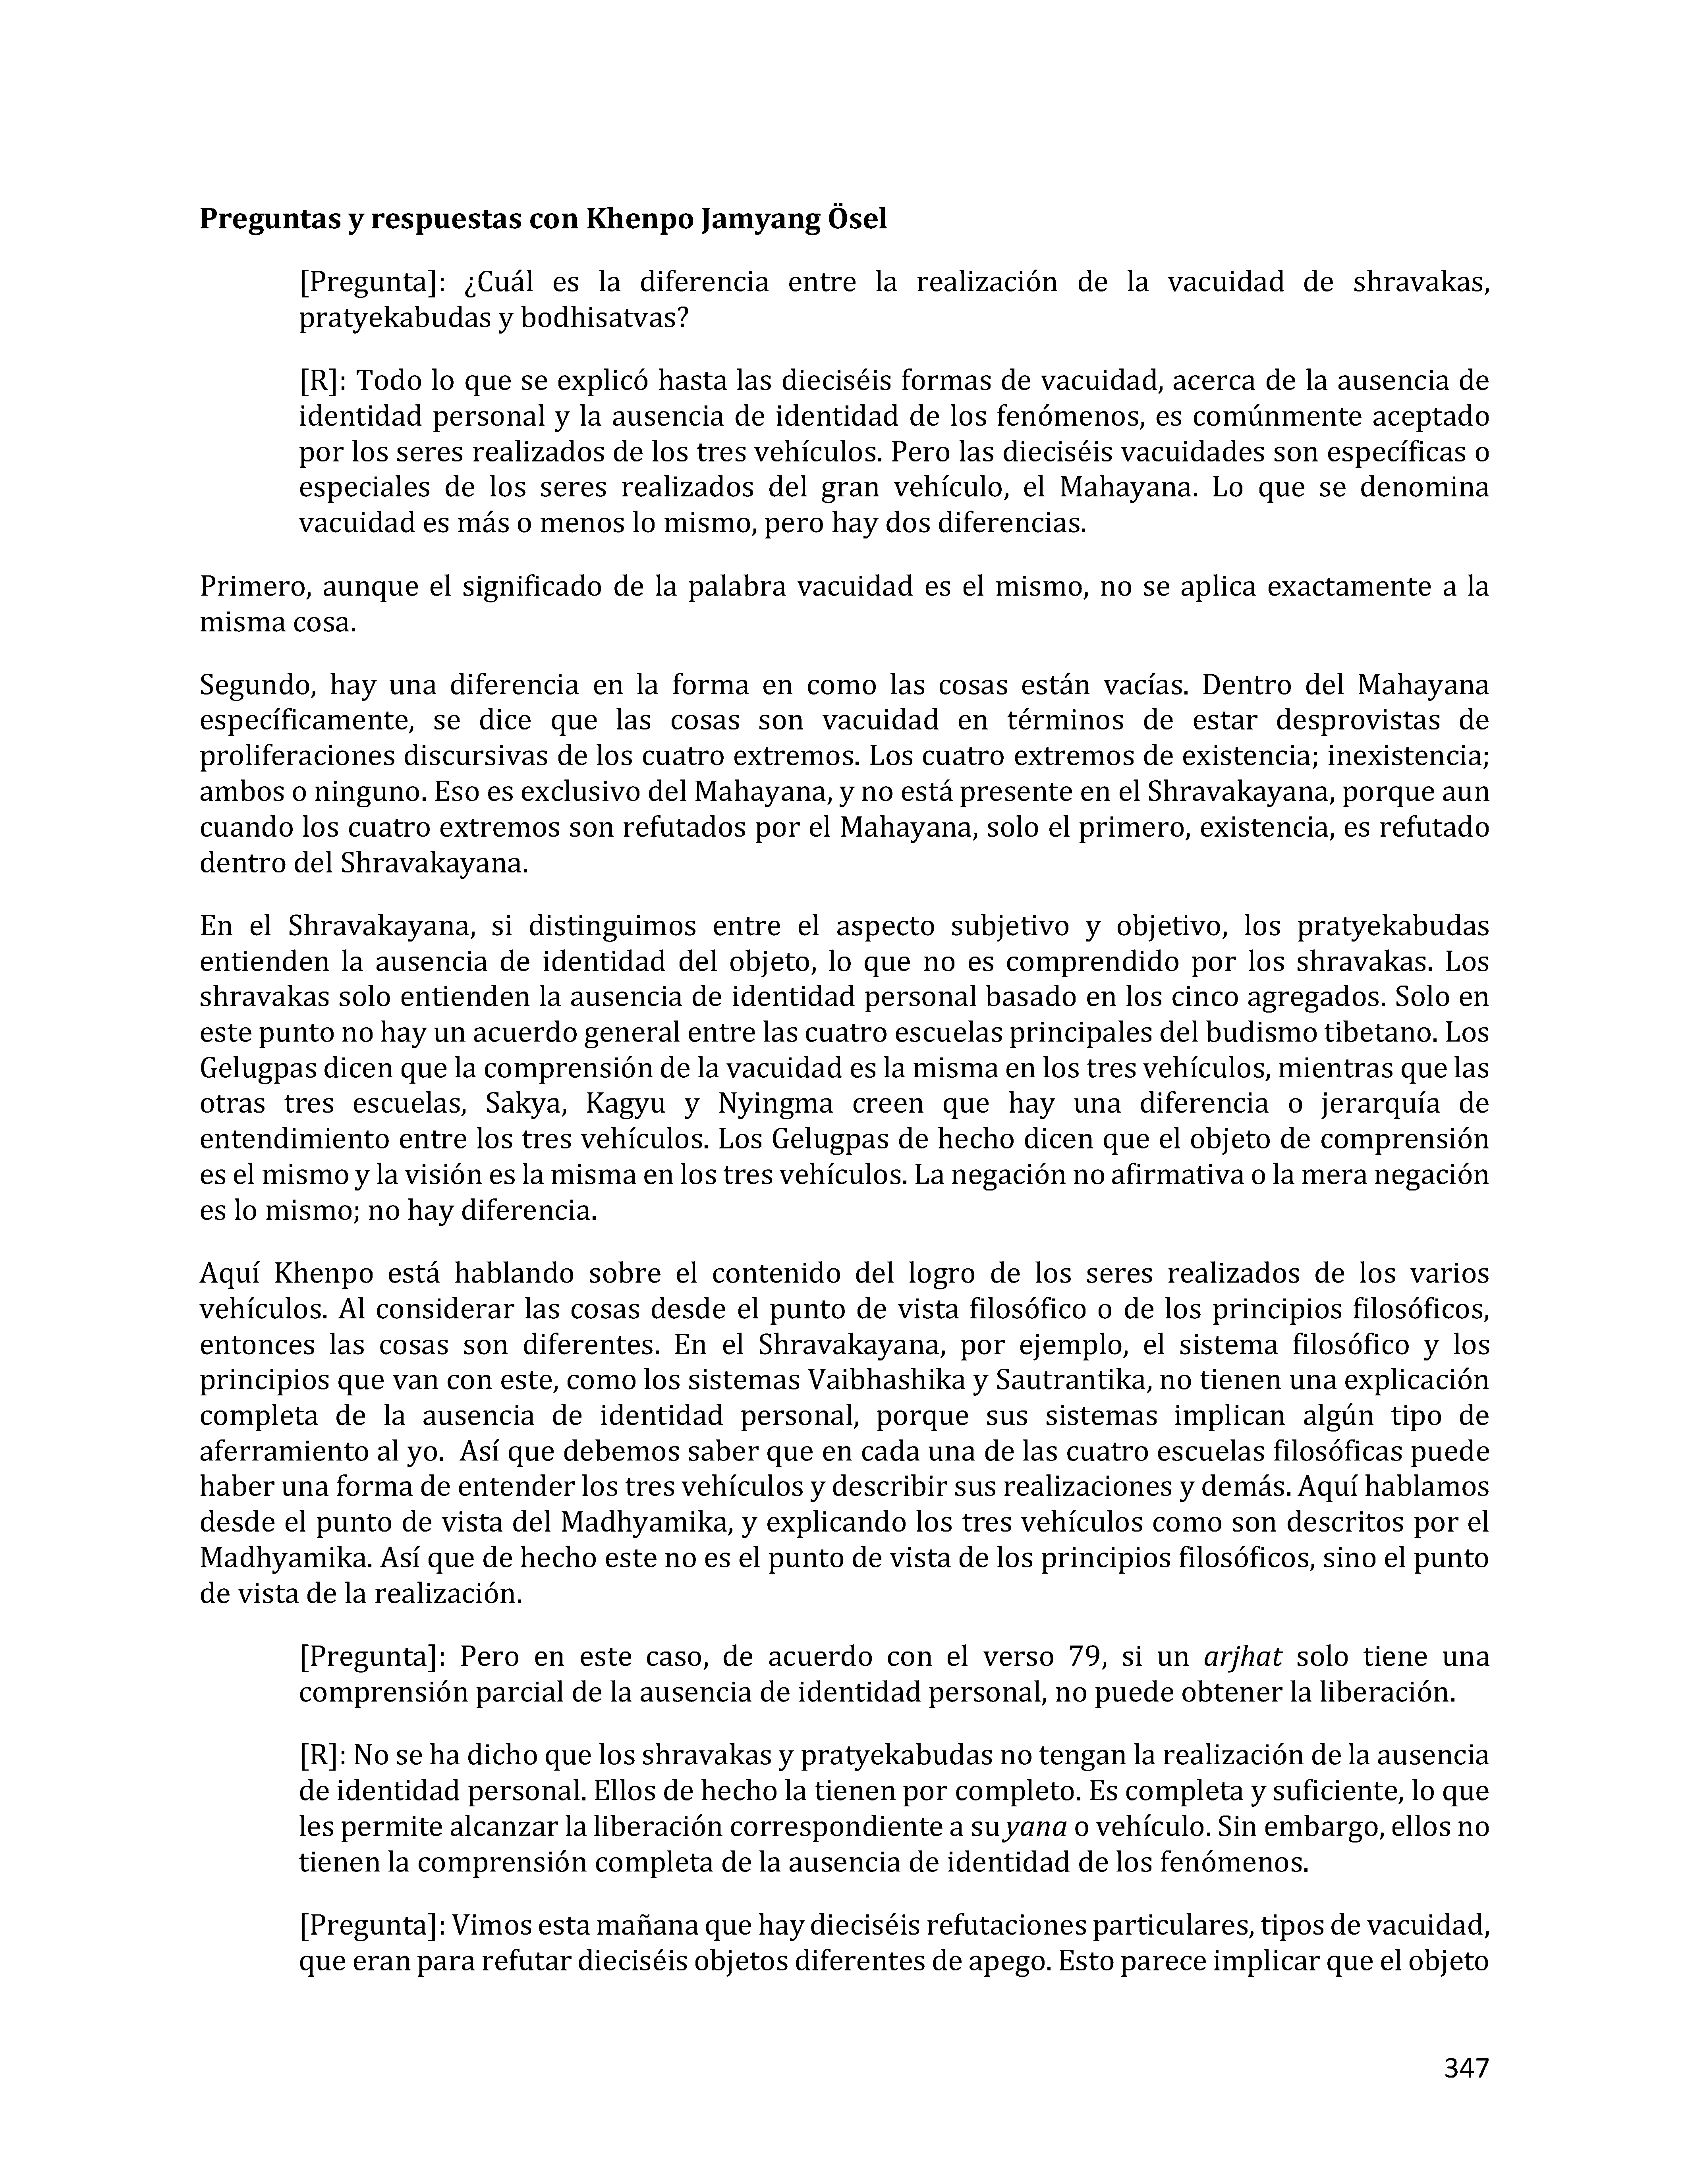 Preguntas y respuestas con Khenpo Jamyang Ösel
[Pregunta]: ¿Cuál es la diferencia entre la realización de la vacuidad de shravakas,
pratyekabudas y bodhisatvas?
[R]: Todo lo que se explicó hasta las dieciséis formas de vacuidad, acerca de la ausencia de
identidad personal y la ausencia de identidad de los fenómenos, es comúnmente aceptado
por los seres realizados de los tres vehículos. Pero las dieciséis vacuidades son específicas o
especiales de los seres realizados del gran vehículo, el Mahayana. Lo que se denomina
vacuidad es más o menos lo mismo, pero hay dos diferencias.
Primero, aunque el significado de la palabra vacuidad es el mismo, no se aplica exactamente a la
misma cosa.
Segundo, hay una diferencia en la forma en como las cosas están vacías. Dentro del Mahayana
específicamente, se dice que las cosas son vacuidad en términos de estar desprovistas de
proliferaciones discursivas de los cuatro extremos. Los cuatro extremos de existencia; inexistencia;
ambos o ninguno. Eso es exclusivo del Mahayana, y no está presente en el Shravakayana, porque aun
cuando los cuatro extremos son refutados por el Mahayana, solo el primero, existencia, es refutado
dentro del Shravakayana.
En el Shravakayana, si distinguimos entre el aspecto subjetivo y objetivo, los pratyekabudas
entienden la ausencia de identidad del objeto, lo que no es comprendido por los shravakas. Los
shravakas solo entienden la ausencia de identidad personal basado en los cinco agregados. Solo en
este punto no hay un acuerdo general entre las cuatro escuelas principales del budismo tibetano. Los
Gelugpas dicen que la comprensión de la vacuidad es la misma en los tres vehículos, mientras que las
otras tres escuelas, Sakya, Kagyu y Nyingma creen que hay una diferencia o jerarquía de
entendimiento entre los tres vehículos. Los Gelugpas de hecho dicen que el objeto de comprensión
es el mismo y la visión es la misma en los tres vehículos. La negación no afirmativa o la mera negación
es lo mismo; no hay diferencia.
Aquí Khenpo está hablando sobre el contenido del logro de los seres realizados de los varios
vehículos. Al considerar las cosas desde el punto de vista filosófico o de los principios filosóficos,
entonces las cosas son diferentes. En el Shravakayana, por ejemplo, el sistema filosófico y los
principios que van con este, como los sistemas Vaibhashika y Sautrantika, no tienen una explicación
completa de la ausencia de identidad personal, porque sus sistemas implican algún tipo de
aferramiento al yo.  Así que debemos saber que en cada una de las cuatro escuelas filosóficas puede
haber una forma de entender los tres vehículos y describir sus realizaciones y demás. Aquí hablamos
desde el punto de vista del Madhyamika, y explicando los tres vehículos como son descritos por el
Madhyamika. Así que de hecho este no es el punto de vista de los principios filosóficos, sino el punto
de vista de la realización.
[Pregunta]: Pero en este caso, de acuerdo con el verso 79, si un arjhat solo tiene una
comprensión parcial de la ausencia de identidad personal, no puede obtener la liberación.
[R]: No se ha dicho que los shravakas y pratyekabudas no tengan la realización de la ausencia
de identidad personal. Ellos de hecho la tienen por completo. Es completa y suficiente, lo que
les permite alcanzar la liberación correspondiente a su yana o vehículo. Sin embargo, ellos no
tienen la comprensión completa de la ausencia de identidad de los fenómenos.
[Pregunta]: Vimos esta mañana que hay dieciséis refutaciones particulares, tipos de vacuidad,
que eran para refutar dieciséis objetos diferentes de apego. Esto parece implicar que el objeto
347